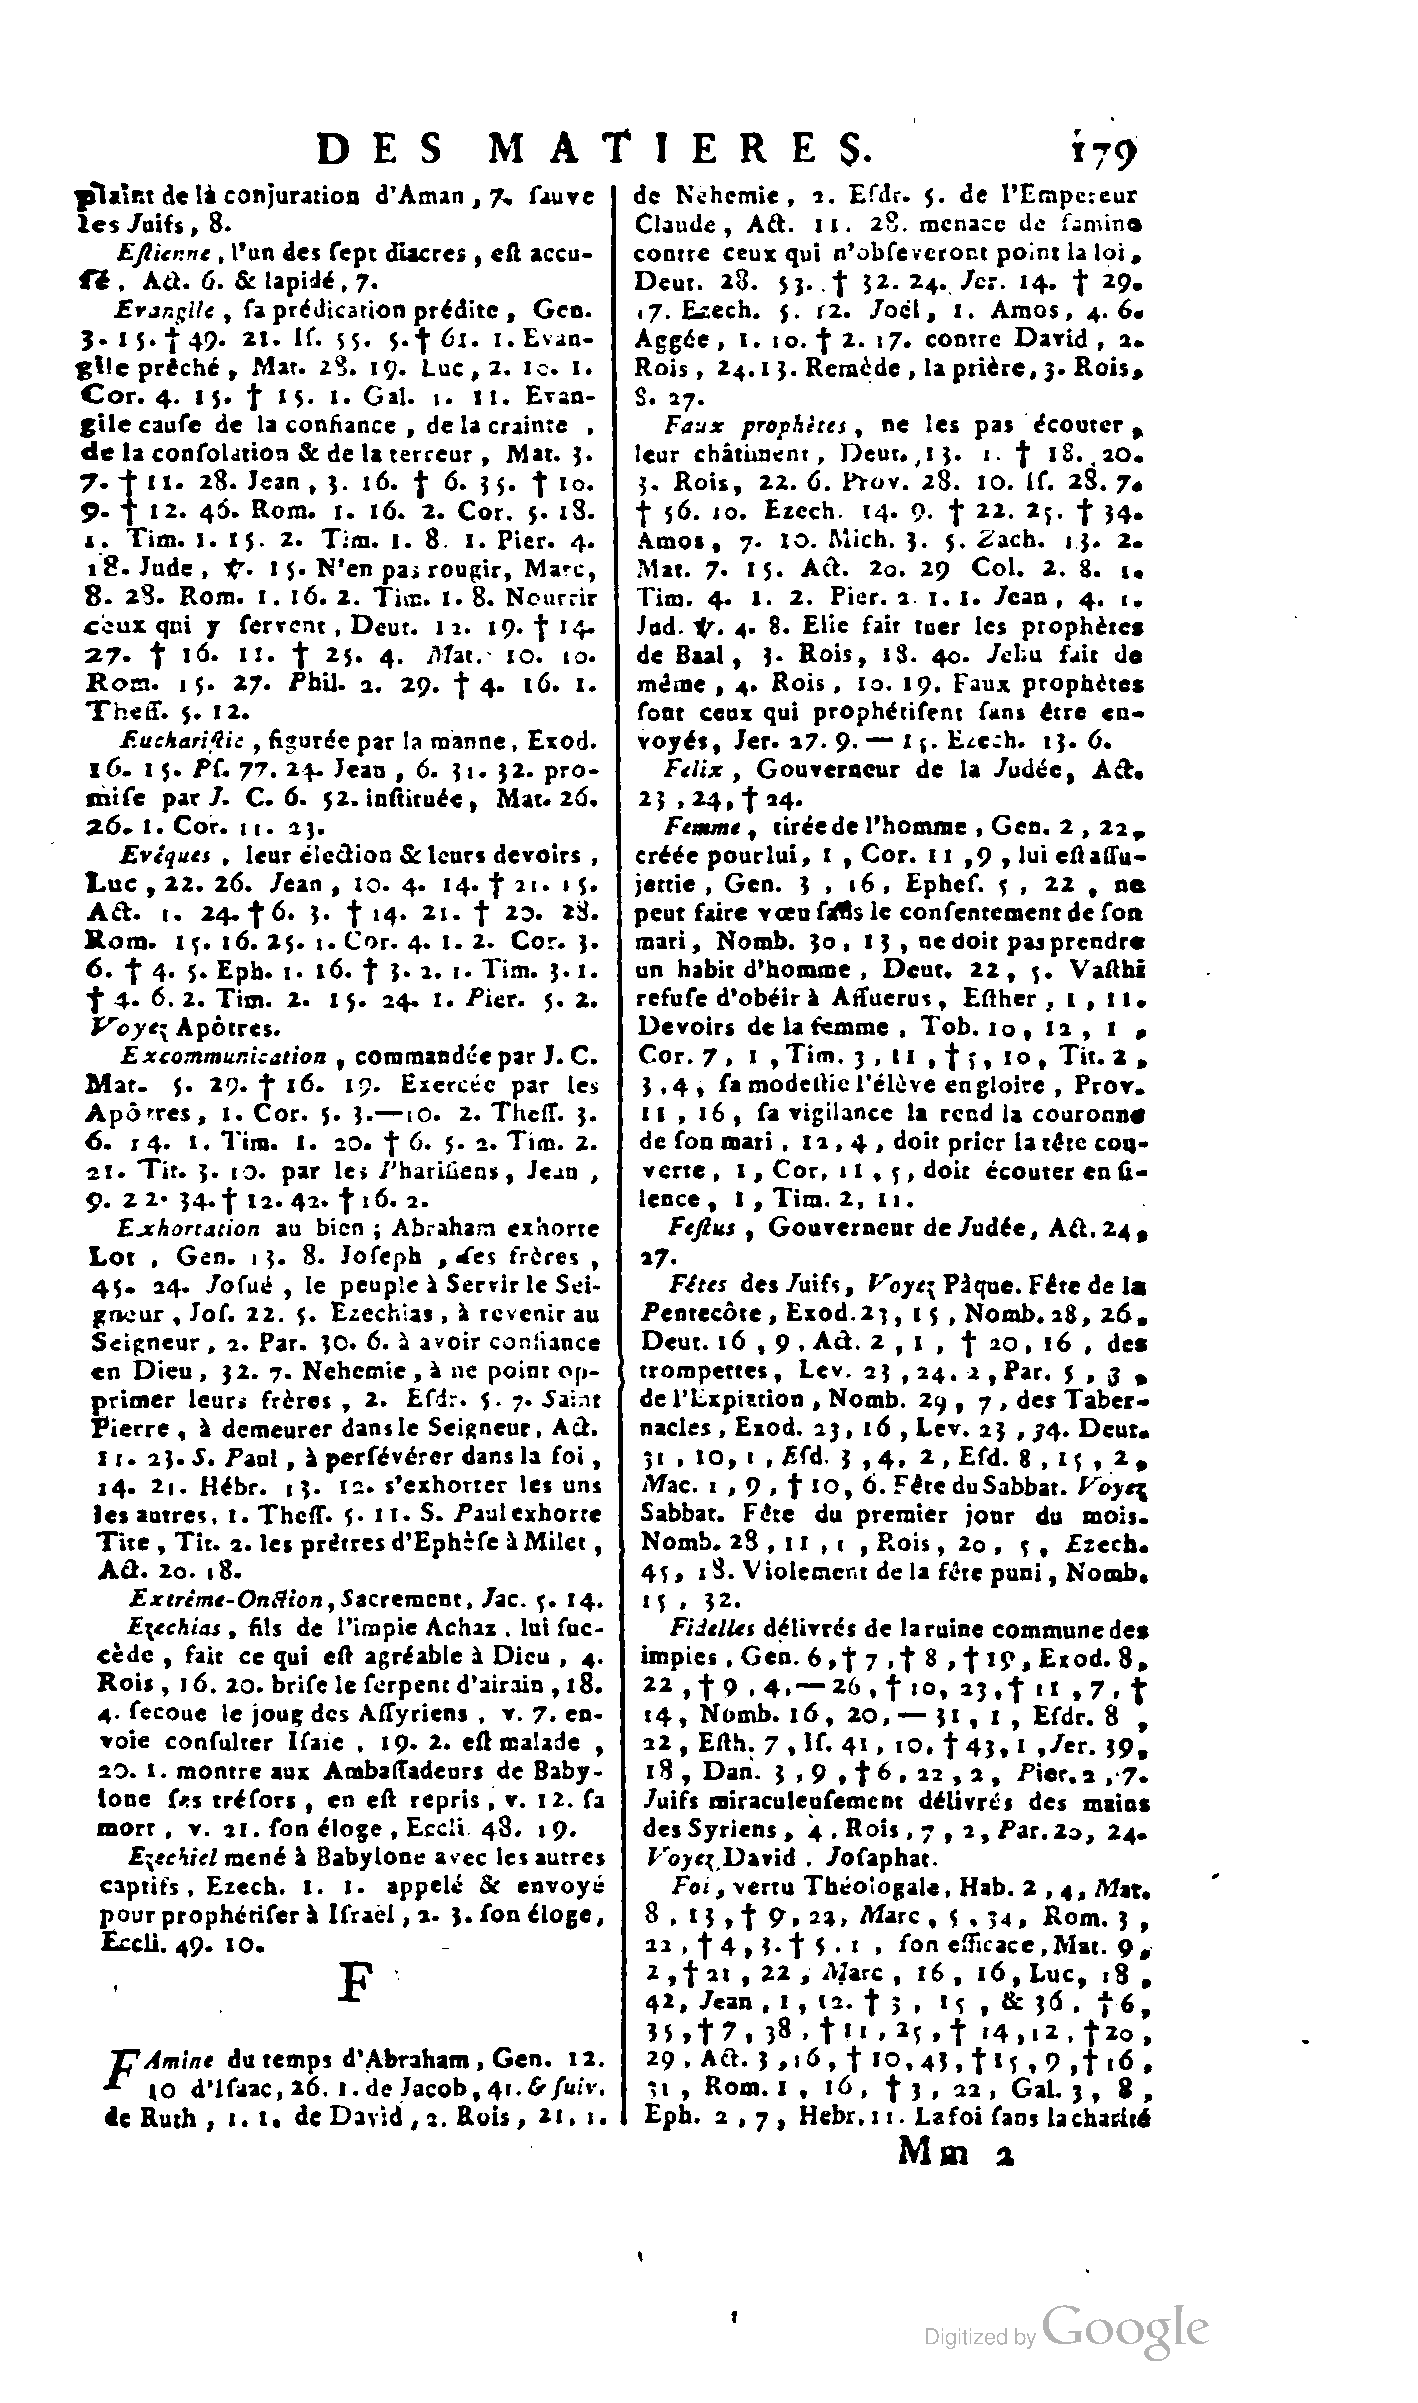 DES MATIERES. 179
plaint de la conjuration d'Aman, 7. ſauve
les Juifs, 8.
Eſtienne, l'un des ſept diacres, eſt accu-
ſé, Act. 6. & lapidé, 7.
Evangile, ſa prédication prédite, Gen.
3. 15. † 49. 21. Iſ. 55. 5. † 61. 1. Evan-
gile prêché, Mat. 28. 19. Luc, 2. 10. 1.
Cor. 4. 15. † 15. 1. Gal. 1. 11. Evan-
gile cauſe de la confiance, de la crainte,
de la conſolation & de la terreur, Mat. 3.
7. † 11. 28. Jean, 3. 16. † 6. 35. † 10.
9. † 12. 46. Rom. 1. 16. 2. Cor. 5. 18.
1. Tim. 1. 15. 2. Tim. 1. 8. 1. Pier. 4.
18. Jude, ℣. 15. N'en pas rougir, Marc,
8. 28. Rom. 1. 16. 2. Tim. 1. 8. Nourrir
ceux qui y ſervent, Deut. 12. 19. † 14.
27. † 16. 11. † 25. 4. Mat. 10. 10.
Rom. 15. 27. Phil. 2. 29. † 4. 16. 1.
Theſſ. 5. 12.
Euchariſtie, figurée par la manne, Exod.
16. 15. Pſ. 77. 24. Jean, 6. 31. 32. pro-
miſe par J. C. 6. 52. inſtituée, Mat. 26.
26. 1. Cor. 11. 23.
Evêques, leur élection & leurs devoirs,
Luc, 22. 26. Jean, 10. 4. 14. † 21. 15.
Act. 1. 24. † 6. 3. † 14. 21. † 20. 28.
Rom. 15. 16. 25. 1. Cor. 4. 1. 2. Cor. 3.
6. † 4. 5. Eph. 1. 16. † 3. 2. 1. Tim. 3. 1.
† 4. 6. 2. Tim. 2. 15. 24. 1. Pier. 5. 2.
Voyez Apôtres.
Excommunication, commandée par J. C.
Mat. 5. 29. † 16. 19. Exercée par les
Apôtres, 1. Cor. 5. 3.—10. 2. Theſſ. 3.
6. 14. 1. Tim. 1. 20. † 6. 5. 2. Tim. 2.
21. Tit. 3. 10. par les Phariſiens, Jean,
9. 22. 34. † 12. 42. † 16. 2.
Exhortation au bien; Abraham exhorte
Lot, Gen. 13. 8. Joſeph, ſes frères,
45. 24. Joſué, le peuple à Servir le Sei-
gneur, Joſ. 22. 5. Ezechias, à revenir au
Seigneur, 2. Par. 30. 6. à avoir confiance
en Dieu, 32. 7. Nehemie, à ne point op-
primer leurs frères, 2. Eſdr. 5. 7. Saint
Pierre, à demeurer dans le Seigneur, Act.
11. 23. S. Paul, à perſévérer dans la foi,
14. 21. Hébr. 13. 12. s'exhorter les uns
les autres, 1. Theſſ. 5. 11. S. Paul exhorte
Tite, Tit. 2. les prêtres d'Ephèſe à Milet,
Act. 20. 18.
Extrême-Onction, Sacrement, Jac. 5. 14.
Ezechias, fils de l'impie Achaz, lui ſuc-
cède, fait ce qui eſt agréable à Dieu, 4.
Rois, 16. 20. briſe le ſerpent d'airain, 18.
4. ſecoue le joug des Aſſyriens, v. 7. en-
voie conſulter Iſaie, 19. 2. eſt malade,
20. 1. montre aux Ambaſſadeurs de Baby-
lone ſes tréſors, en eſt repris, v. 12. ſa
mort, v. 21. ſon éloge, Eccli. 48. 19.
Ezechiel mené à Babylone avec les autres
captifs, Ezech. 1. 1. appelé & envoyé
pour prophétiſer à Iſraël, 2. 3. ſon éloge,
Eccli. 49. 10.
F
FAmine du temps d'Abraham, Gen. 12.
10 d'Iſaac, 26. 1. de Jacob, 41. & ſuiv.
de Ruth, 1. 1. de David, 2. Rois, 21, 1.
de Nehemie, 2. Eſdr. 5. de l'Empereur
Claude, Act. 11. 28. menace de famine
contre ceux qui n'obſeveront point la loi,
Deut. 28. 53. † 32. 24. Jer. 14. † 29.
17. Ezech. 5. 12. Joël, 1. Amos, 4. 6.
Aggée, 1. 10. † 2. 17. contre David, 2.
Rois, 24. 13. Remède, la prière, 3. Rois,
8. 27.
Faux prophètes, ne les pas écouter,
leur châtiment, Deut. 13. 1. † 18. 20.
3. Rois, 22. 6. Prov. 28. 10. Iſ. 28. 7.
† 56. 10. Ezech. 14. 9. † 22. 25. † 34.
Amos, 7. 10. Mich. 3. 5. Zach. 13. 2.
Mat. 7. 15. Act. 20. 29 Col. 2. 8. 1.
Tim. 4. 1. 2. Pier. 2. 1. 1. Jean, 4. 1.
Jud. ℣. 4. 8. Elie fait tuer les prophètes
de Baal, 3. Rois, 18. 40. Jehu fait de
même, 4. Rois, 10. 19. Faux prophètes
ſont ceux qui prophétiſent ſans être en-
voyés, Jer. 27. 9. — 15. Ezech. 13. 6.
Felix, Gouverneur de la Judée, Act.
23, 24, † 24.
Femme, tirée de l'homme, Gen. 2, 22,
créée pour lui, 1, Cor. 11, 9, lui eſt aſſu-
jettie, Gen. 3, 16, Epheſ. 5, 22, ne
peut faire vœu ſans le conſentement de ſon
mari, Nomb. 30, 13, ne doit pas prendre
un habit d'homme, Deut. 22, 5. Vaſthi
refuſe d'obéir à Aſſuerus, Eſther, 1, 11.
Devoirs de la femme, Tob. 10, 12, 1,
Cor. 7, 1, Tim. 3, 11, † 5, 10, Tit. 2,
3, 4, ſa modeſtie l'élève en gloire, Prov.
11, 16, ſa vigilance la rend la couronne
de ſon mari, 12, 4, doit prier la tête cou-
verte, 1, Cor, 11, 5, doit écouter en ſi-
lence, 1, Tim. 2, 11.
Feſtus, Gouverneur de Judée, Act. 24,
27.
Fêtes des Juifs, Voyez Pâque. Fête de la
Pentecôte, Exod. 23, 15, Nomb. 28, 26.
Deut. 16, 9, Act. 2, 1, † 20, 16, des
trompettes, Lev. 23, 24. 2, Par. 5, 3,
de l'Expiation, Nomb. 29, 7, des Taber-
nacles, Exod. 23, 16, Lev. 23, 34. Deut.
31, 10, 1, Eſd. 3, 4, 2, Eſd. 8, 15, 2,
Mac. 1, 9, † 10, 6. Fête du Sabbat. Voyez
Sabbat. Fête du premier jour du mois.
Nomb. 28, 11, 1, Rois, 20, 5, Ezech.
45, 18. Violement de la fête puni, Nomb.
15, 32.
Fidelles délivrés de la ruine commune des
impies, Gen. 6, † 7, † 8, † 19, Exod. 8,
22, † 9, 4, — 26, † 10, 23, † 11, 7, †
14, Nomb. 16, 20, — 31, 1, Eſdr. 8,
22, Eſth. 7, Iſ. 41, 10, † 43, 1, Jer. 39,
18, Dan. 3, 9, † 6, 22, 2, Pier. 2, 7.
Juifs miraculeuſement délivrés des mains
des Syriens, 4. Rois, 7, 2, Par. 20, 24.
Voyez David, Joſaphat.
Foi, vertu Théologale, Hab. 2, 4, Mat.
8, 13, † 9, 22, Marc, 5, 34, Rom. 3,
22, † 4, 3. † 5. 1, ſon efficace, Mat. 9,
2, † 21, 22, Marc, 16, 16, Luc, 18,
42, Jean, 1, 12. † 3, 15, & 36, † 6,
35, † 7, 38, † 11, 25, † 14, 12, † 20,
29, Act. 3, 16, † 10, 43, † 15, 9, † 16,
31, Rom. 1, 16, † 3, 22, Gal. 3, 8,
Eph. 2, 7, Hebr. 11. La foi ſans la charité
Mm 2
Digitized by Google